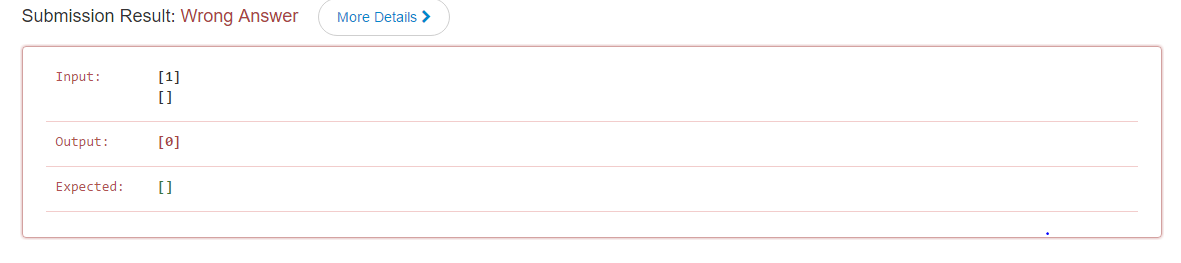 Submission Result: Wrong Answer More Details
Input: [1]
[]
Output: [0]
Expected: []